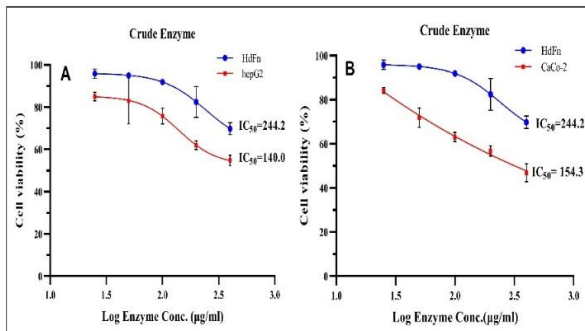 Crude Enzyme
A
HdFn
hepG2
100
80
60
40
20
0
Cell viability (%)
IC50=244.2
IC50=140.0
1.0
1.5
2.0
2.5
3.0
Log Enzyme Conc. (µg/ml)
Crude Enzyme
B
HdFn
CaCo-2
100
80
60
40
20
0
Cell viability (%)
IC50=244.2
IC50= 154.3
1.0
1.5
2.0
2.5
3.0
Log Enzyme Conc.(µg/ml)